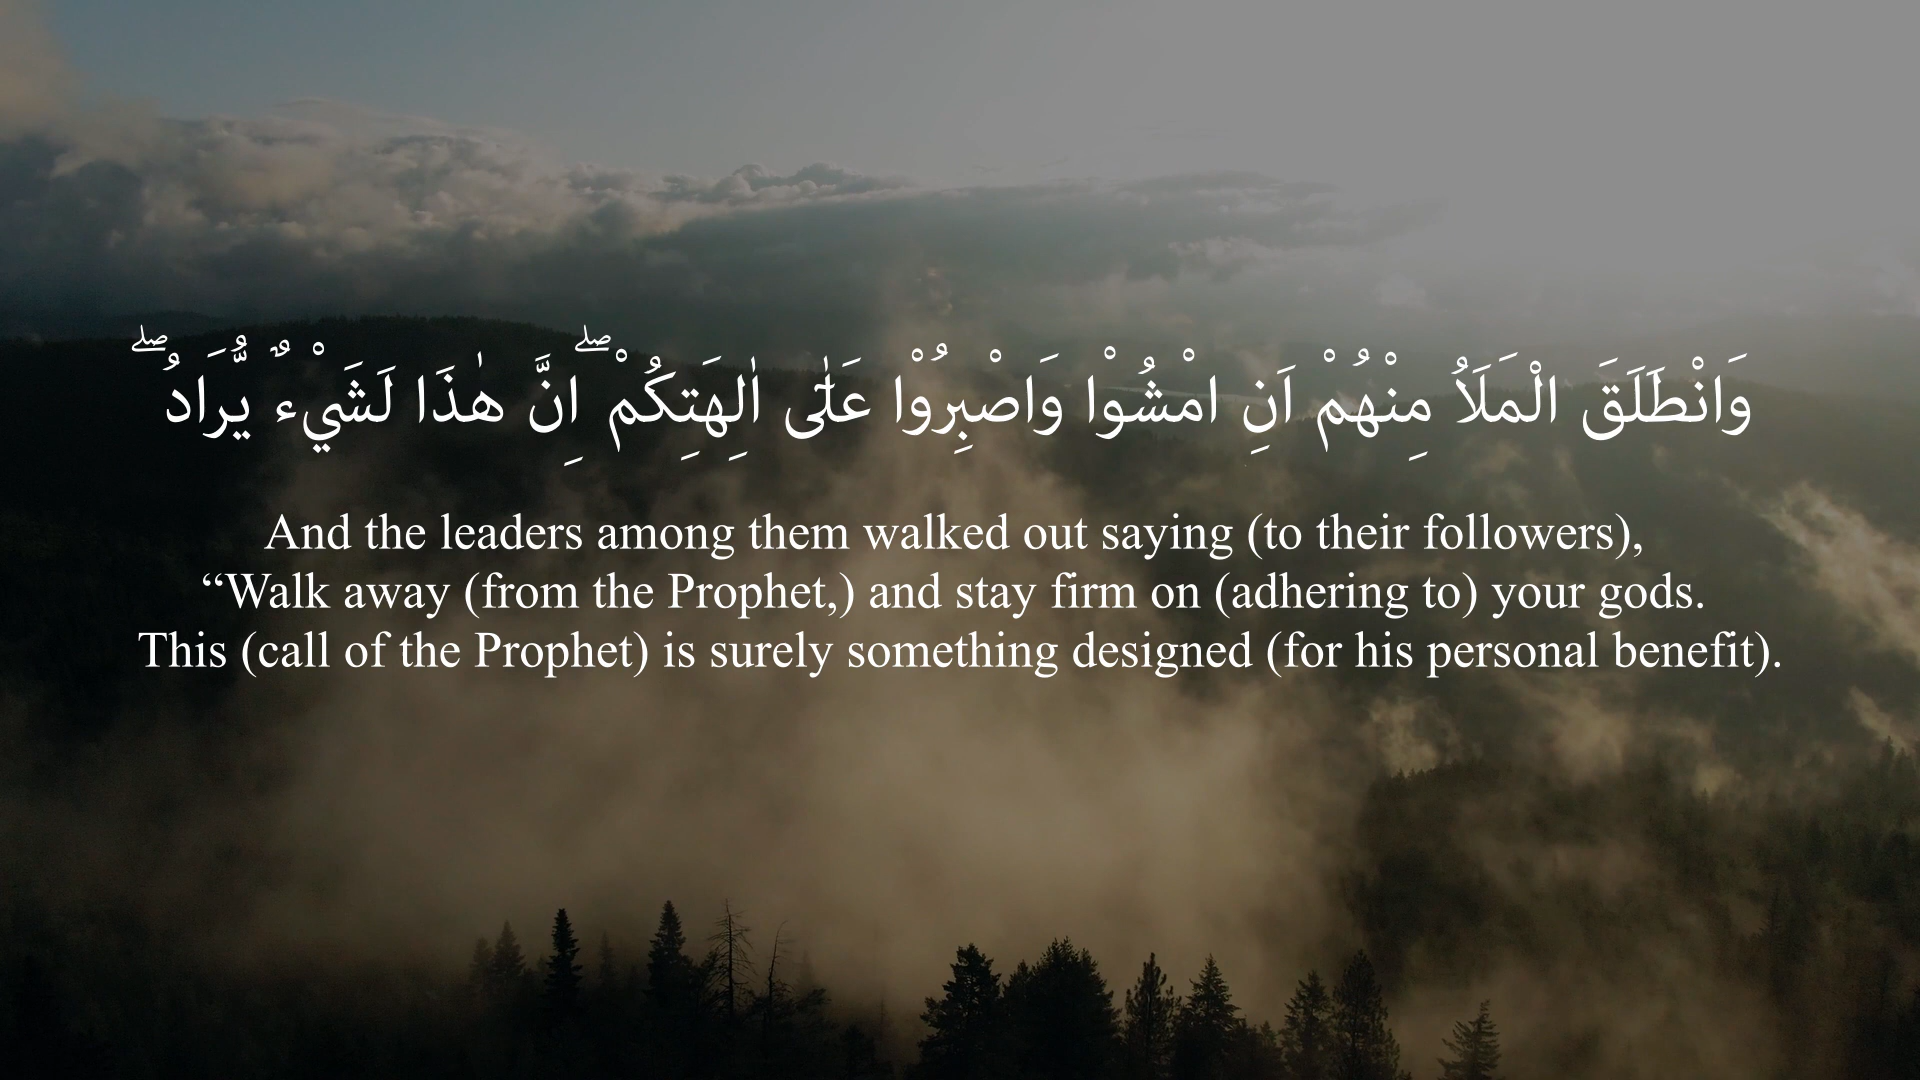 وَانْطَلَقَ الْمَلَاُ مِنْهُمْ اَنِ امْشُوْا وَاصْبِرُوْا عَلٰٓى اٰلِهَتِكُمْ ۖ اِنَّ هٰذَا لَشَيْءٌ يُّرَادُ ۖ
And the leaders among them walked out saying (to their followers),
“Walk away (from the Prophet,) and stay firm on (adhering to) your gods.
This (call of the Prophet) is surely something designed (for his personal benefit).